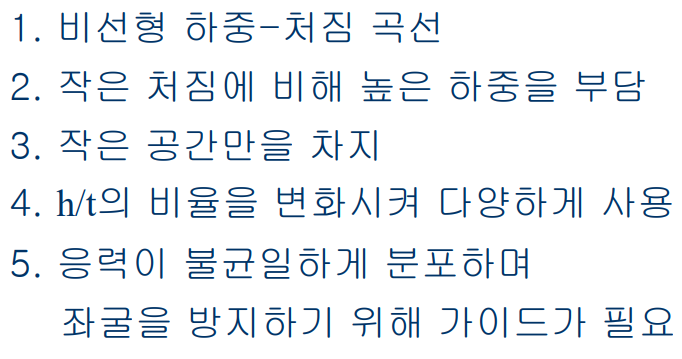 1. 비선형 하중-처짐 곡선
2. 작은 처짐에 비해 높은 하중을 부담
3. 작은 공간만을 차지
4. h/t의 비율을 변화시켜 다양하게 사용
5. 응력이 불균일하게 분포하며
좌굴을 방지하기 위해 가이드가 필요